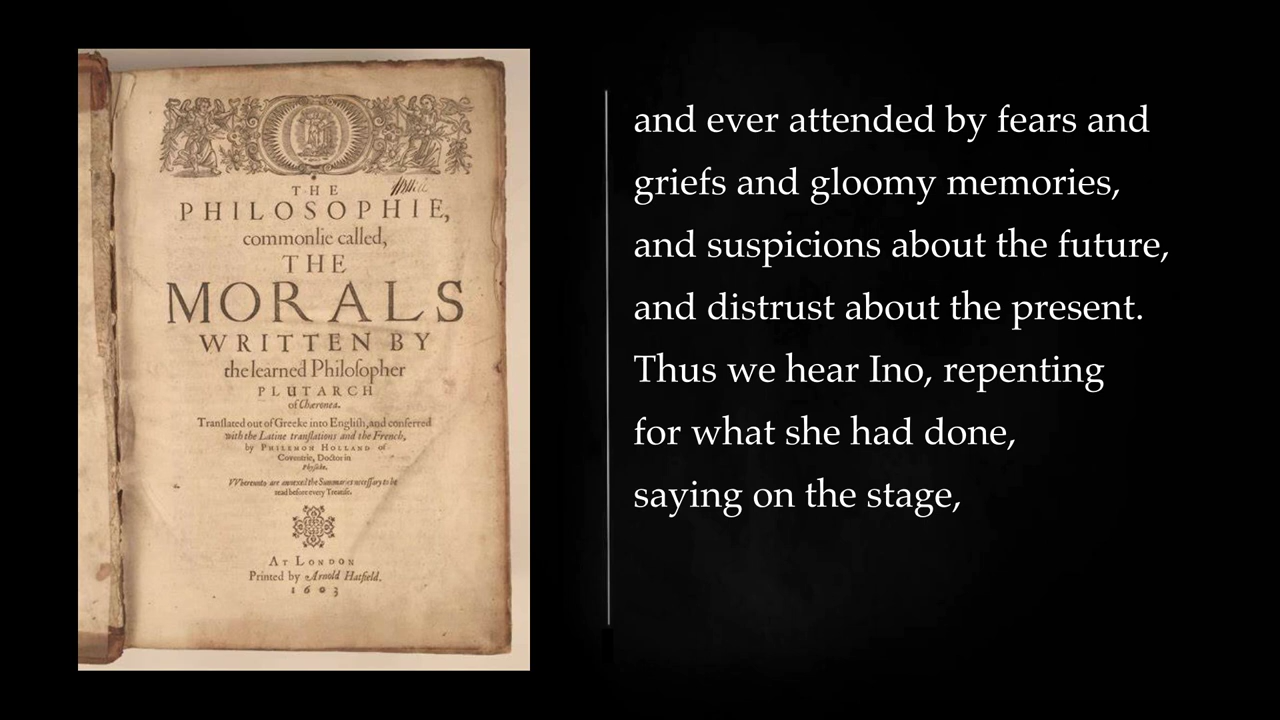 THE
PHILOSOPHIE,
commonlie called,
THE
MORALS
WRITTEN BY
the learned Philosopher
PLUTARCH
of Chæronea.
Translated out of Greeke into English, and conferred
with the Latine translations and the French,
by PHILEMON HOLLAND of
Coventrie, Doctor in
Physicke.
VVhereunto are annexed the Summaries necessary to be
read before every Treatise.
AT LONDON
Printed by Arnold Hatfield.
1603
and ever attended by fears and
griefs and gloomy memories,
and suspicions about the future,
and distrust about the present.
Thus we hear Ino, repenting
for what she had done,
saying on the stage,